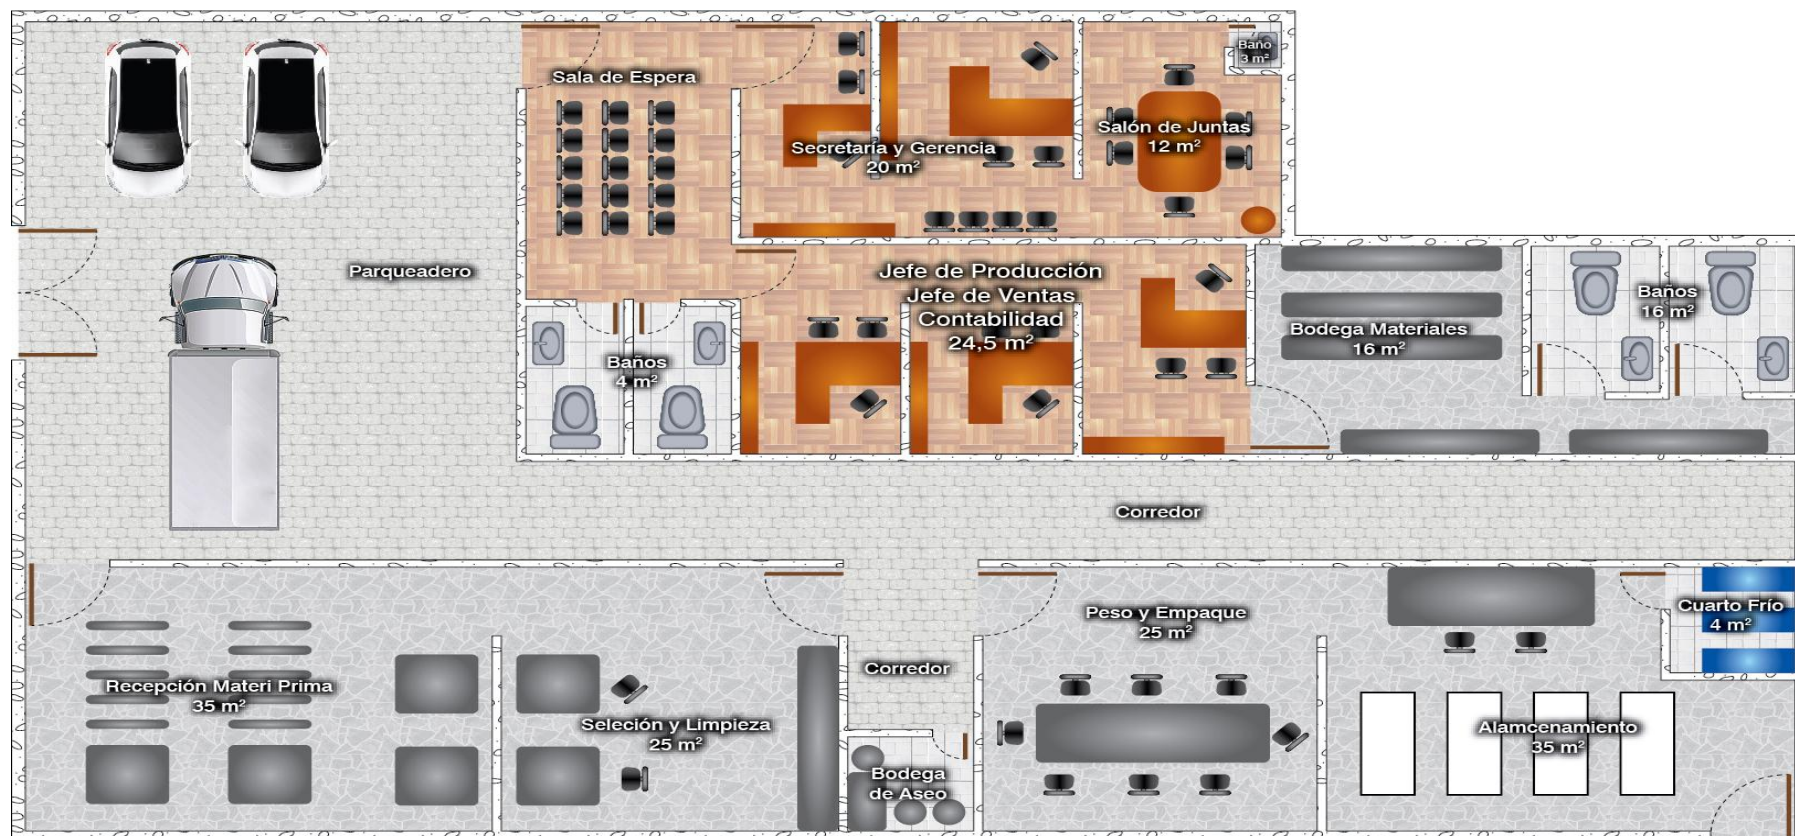 Sala de Espera
Baño
3 m²
Secretaría y Gerencia
20 m²
Salón de Juntas
12 m²
Parqueadero
Jefe de Producción
Jefe de Ventas
Contabilidad
24,5 m²
Baños
4 m²
Bodega Materiales
16 m²
Baños
16 m²
Corredor
Recepción Materi Prima
35 m²
Seleción y Limpieza
25 m²
Corredor
Bodega
de Aseo
Peso y Empaque
25 m²
Cuarto Frío
4 m²
Alamcenamiento
35 m²